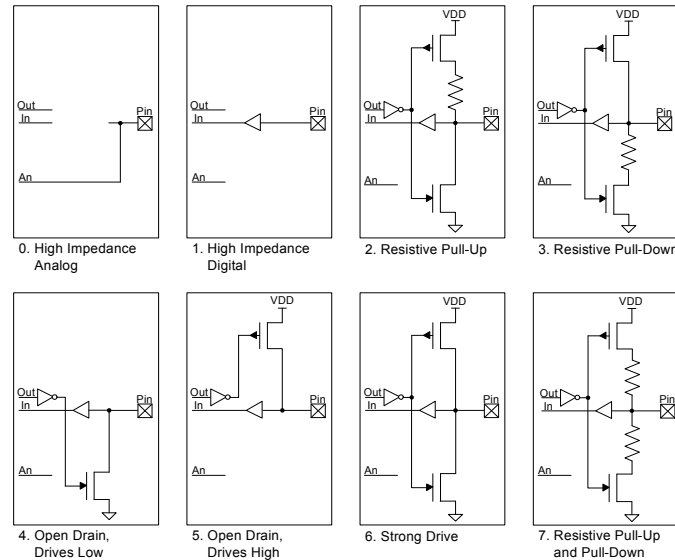 VDD
VDD
Out
In
Pin
An
Out
In
Pin
An
Out
In
Pin
An
Out
In
Pin
An
0. High Impedance
Analog
1. High Impedance
Digital
2. Resistive Pull-Up
3. Resistive Pull-Down
VDD
VDD
VDD
Out
In
Pin
An
Out
In
Pin
An
Out
In
Pin
An
Out
In
Pin
An
4. Open Drain,
Drives Low
5. Open Drain,
Drives High
6. Strong Drive
7. Resistive Pull-Up
and Pull-Down